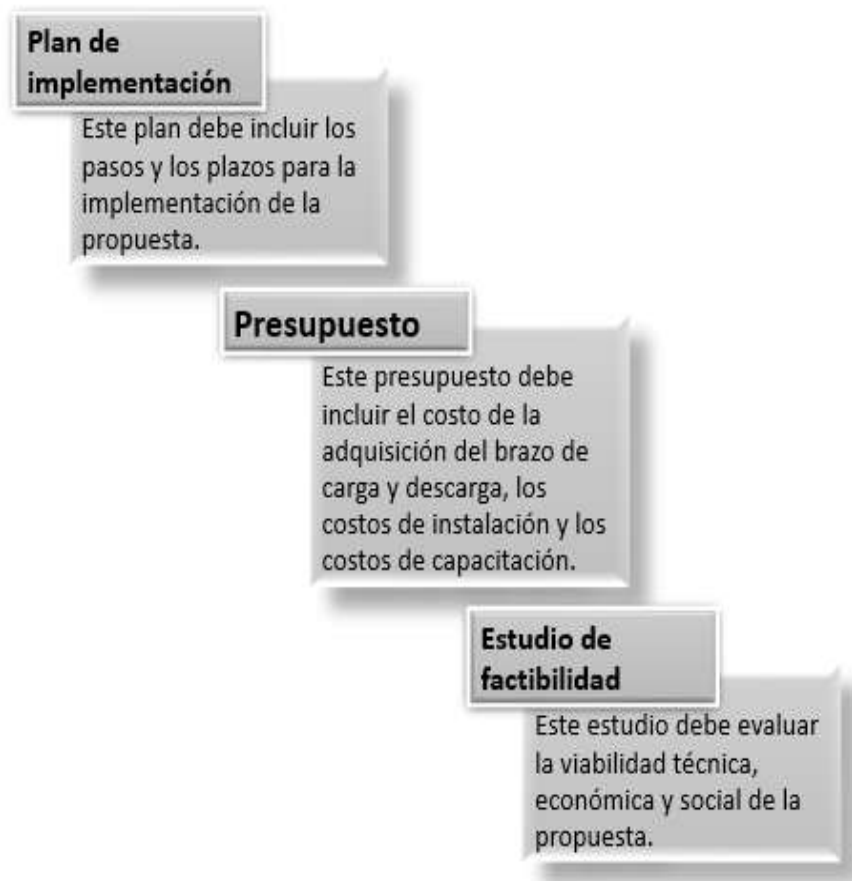 Plan de
implementación
Este plan debe incluir los
pasos y los plazos para la
implementación de la
propuesta.
Presupuesto
Este presupuesto debe
incluir el costo de la
adquisición del brazo de
carga y descarga, los
costos de instalación y los
costos de capacitación.
Estudio de
factibilidad
Este estudio debe evaluar
la viabilidad técnica,
económica y social de la
propuesta.